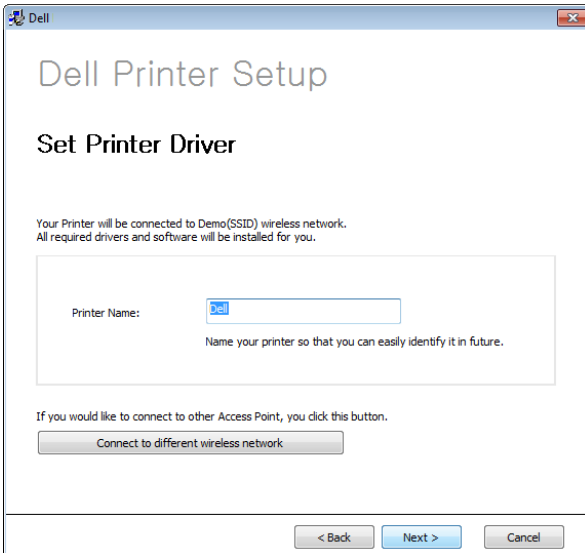 Dell
Dell Printer Setup
Set Printer Driver
Your Printer will be connected to Demo(SSID) wireless network.
All required drivers and software will be installed for you.
Printer Name:
Dell
Name your printer so that you can easily identify it in future.
If you would like to connect to other Access Point, you click this button.
Connect to different wireless network
< Back
Next >
Cancel